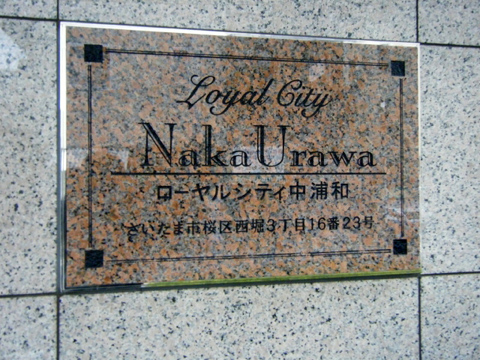 Loyal City
NakaUrawa
ローヤルシティ中浦和
さいたま市桜区西堀3丁目16番23号